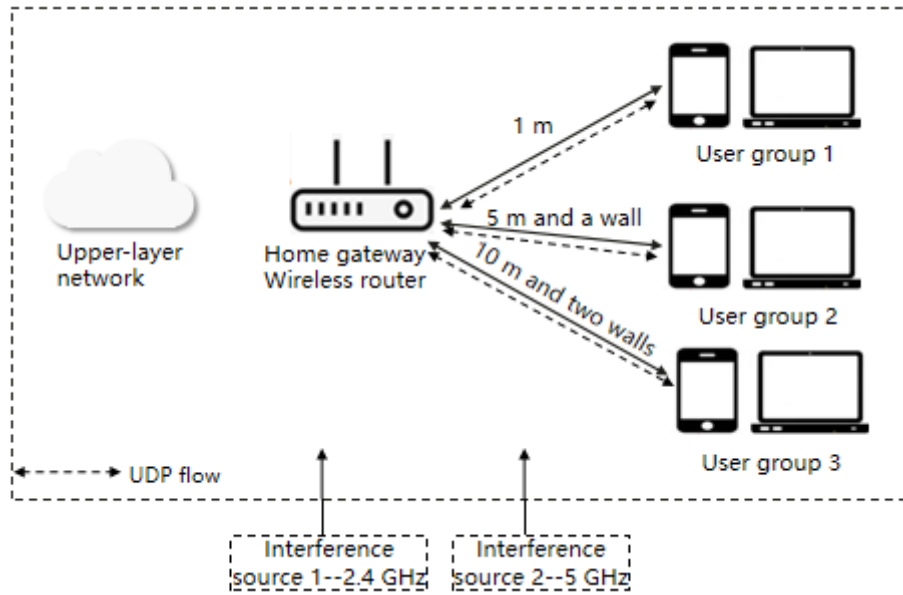 1 m
User group 1
5 m and a wall
Upper-layer
network
Home gateway
Wireless router
10 m and two walls
User group 2
User group 3
UDP flow
Interference
source 1--2.4 GHz
Interference
source 2--5 GHz